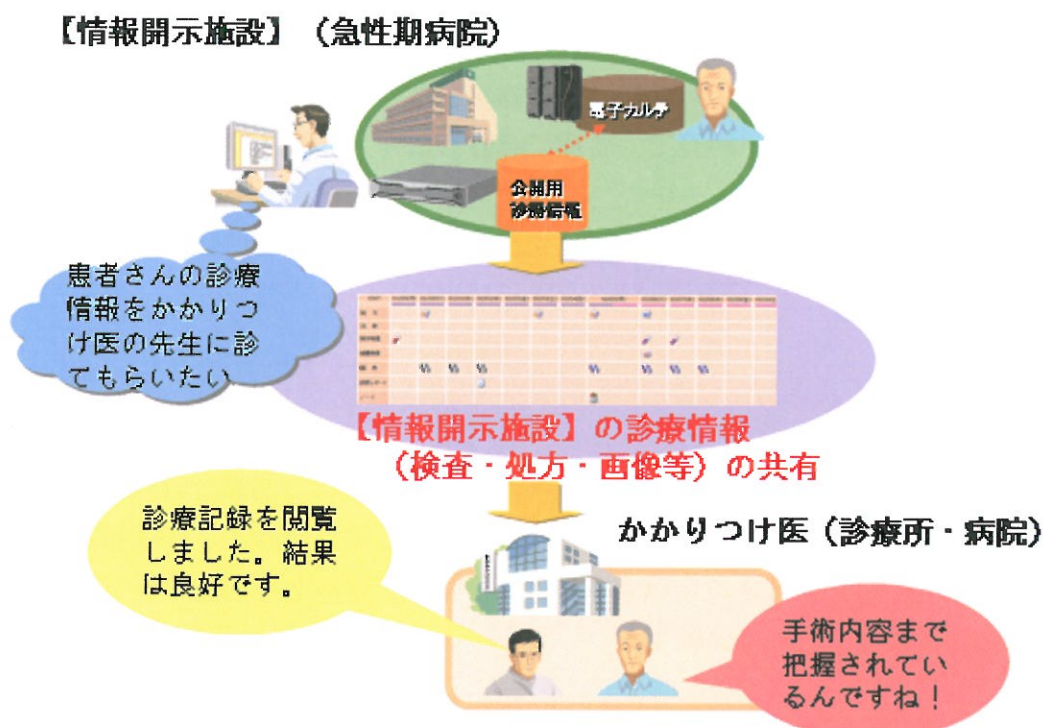 【情報開示施設】（急性期病院）
電子カルテ
公開用
診療情報
患者さんの診療
情報をかかりつ
け医の先生に診
てもらいたい
【情報開示施設】の診療情報
（検査・処方・画像等）の共有
診療記録を閲覧
しました。結果
は良好です。
かかりつけ医（診療所・病院）
手術内容まで
把握されてい
るんですね！